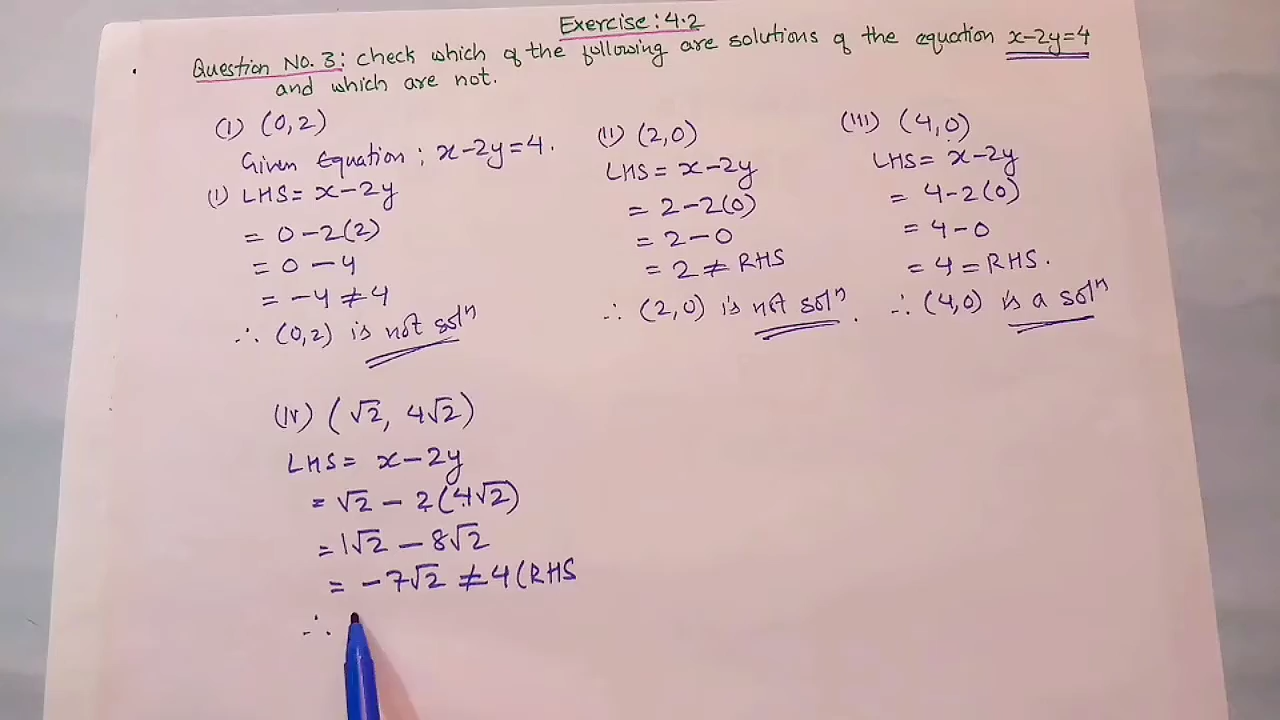 Exercise: 4.2
Question No. 3: check which of the following are solutions of the equation x-2y=4
and which are not.
(I) (0,2)
Given Equation; x-2y=4.
(I) LHS= x-2y
= 0-2(2)
= 0-4
= -4≠4
∴ (0,2) is not solⁿ
(II) (2,0)
LHS= x-2y
= 2-2(0)
= 2-0
= 2≠RHS
∴ (2,0) is not solⁿ.
(III) (4,0)
LHS= x-2y
= 4-2(0)
= 4-0
= 4=RHS.
∴ (4,0) is a solⁿ
(IV) (√2, 4√2)
LHS= x-2y
= √2 - 2(4√2)
= 1√2 - 8√2
= -7√2 ≠4(RHS
∴